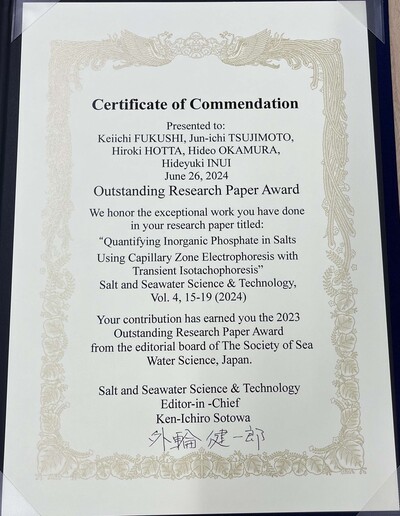 Certificate of Commendation
Presented to:
Keiichi FUKUSHI, Jun-ichi TSUJIMOTO,
Hiroki HOTTA, Hideo OKAMURA,
Hideyuki INUI
June 26, 2024
Outstanding Research Paper Award
We honor the exceptional work you have done
in your research paper titled:
“Quantifying Inorganic Phosphate in Salts
Using Capillary Zone Electrophoresis with
Transient Isotachophoresis”
Salt and Seawater Science & Technology,
Vol. 4, 15-19 (2024)
Your contribution has earned you the 2023
Outstanding Research Paper Award
from the editorial board of The Society of Sea
Water Science, Japan.
Salt and Seawater Science & Technology
Editor-in -Chief
Ken-Ichiro Sotowa
外輪 健一郎